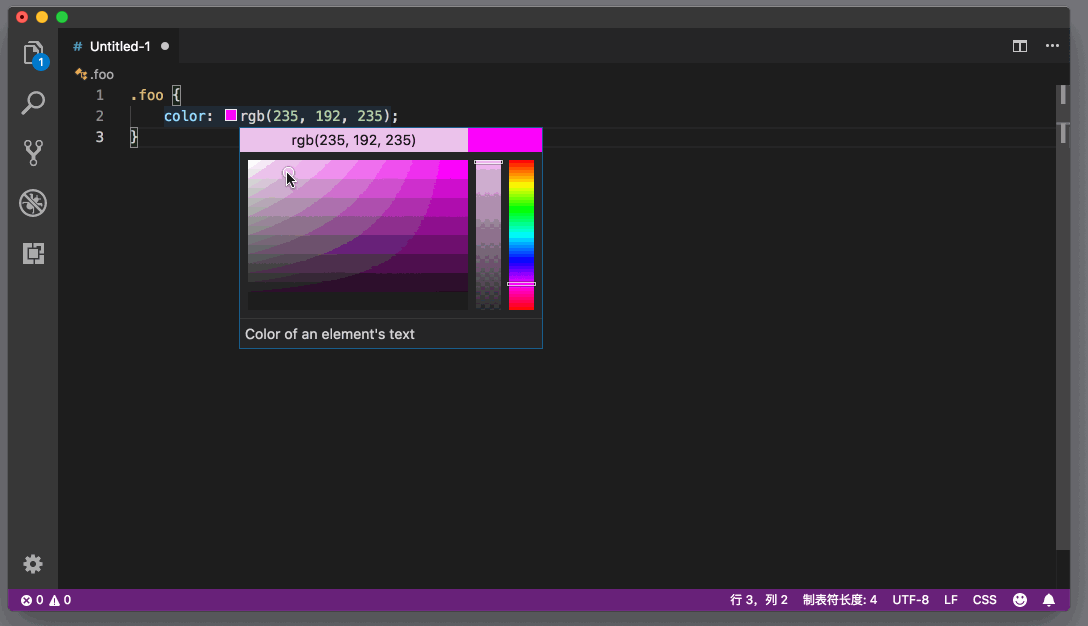 # Untitled-1
1
.foo
1 .foo {
2 color: rgb(235, 192, 235);
3 }
rgb(235, 192, 235)
Color of an element's text
0 0 行 3，列 2 制表符长度: 4 UTF-8 LF CSS